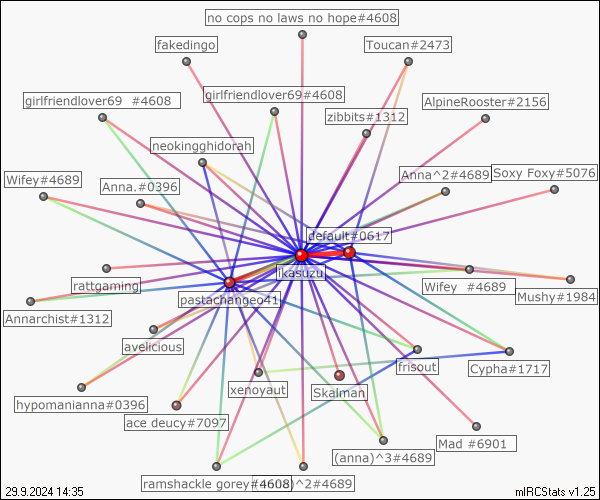 no cops no laws no hope#4608
fakedingo
Toucan#2473
girlfriendlover69 #4608
girlfriendlover69#4608
AlpineRooster#2156
zibbits#1312
neokingghidorah
Wifey#4689
Anna.#0396
Anna^2#4689
Soxy Foxy#5076
default#0617
ikasuzu
rattgaming
pastachangeo41
Wifey #4689
Mushy#1984
Annarchist#1312
avelicious
frisout
Cypha#1717
xenoyaut
Skalman
hypomanianna#0396
ace deucy#7097
Mad #6901
(anna)^3#4689
ramshackle gorey#4608
)^2#4689
29.9.2024 14:35
mIRCStats v1.25